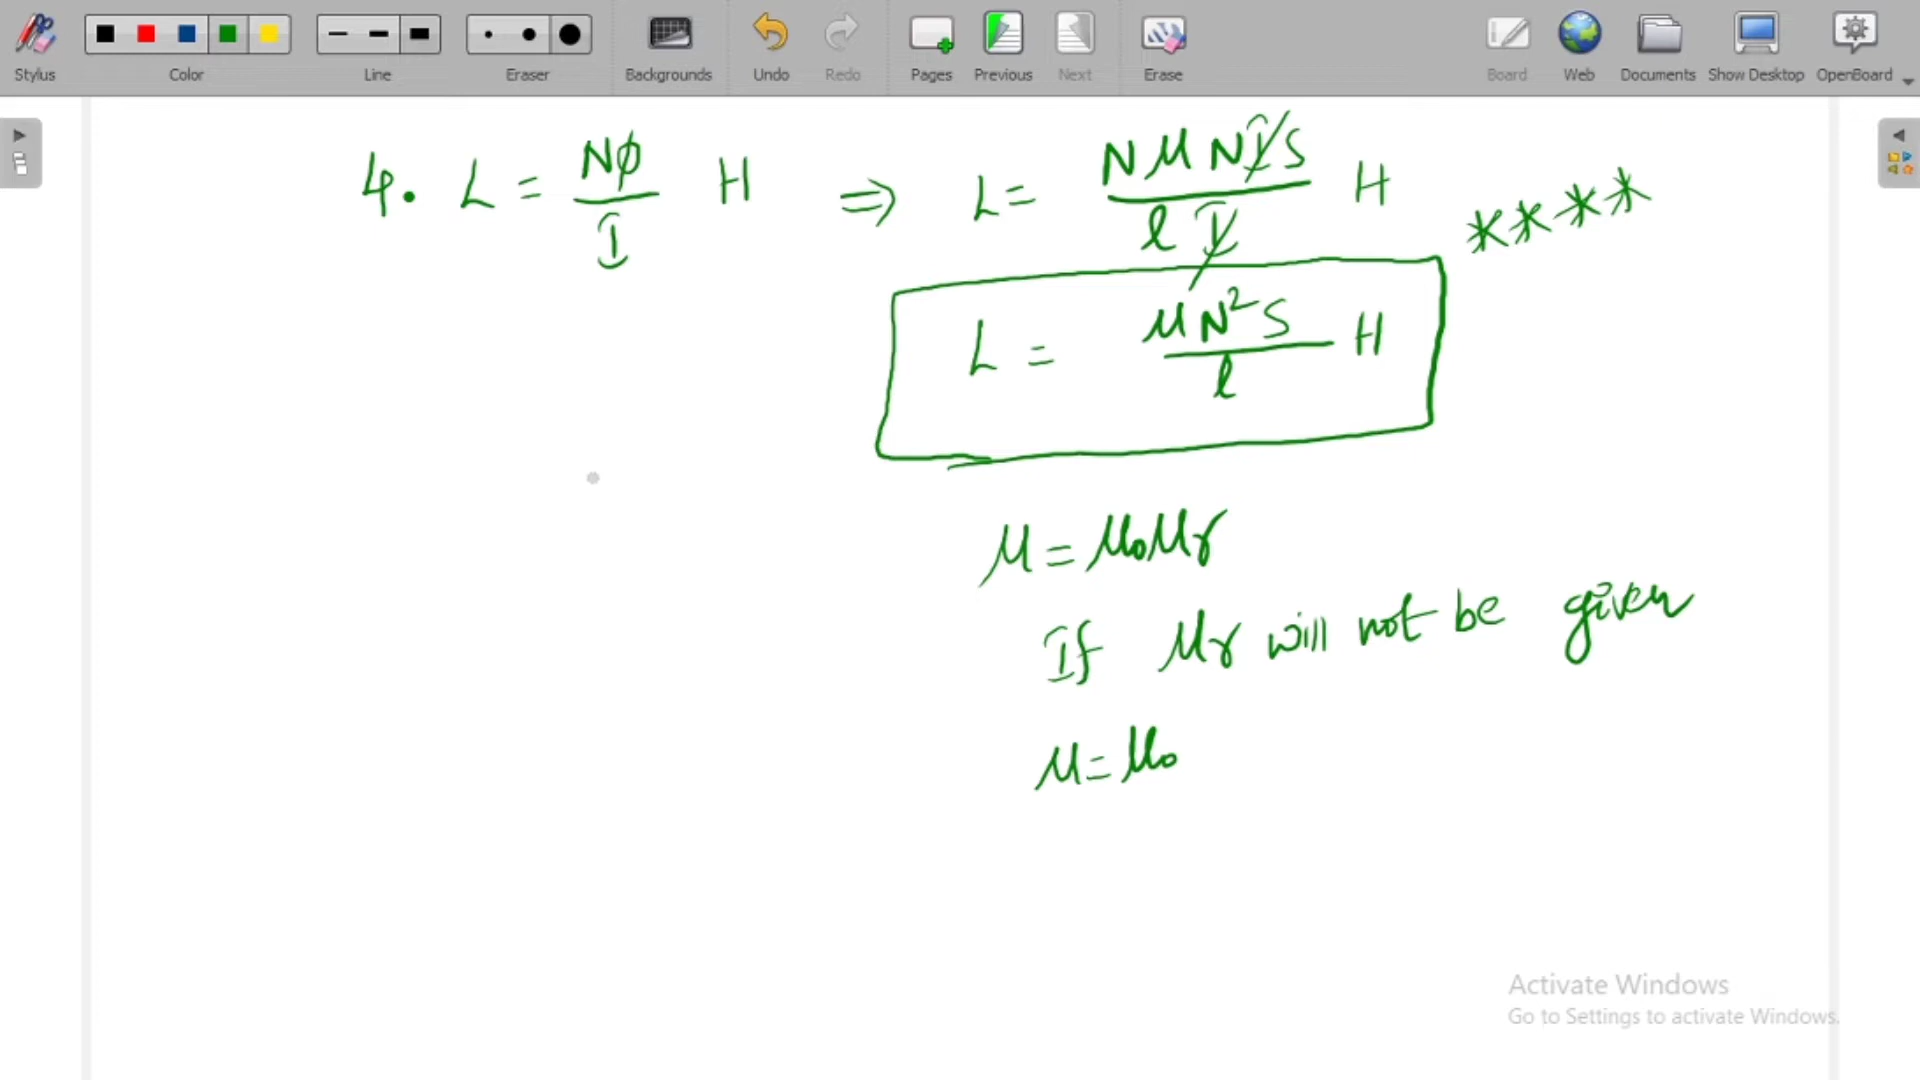 Stylus Color Line Eraser Backgrounds Undo Redo Pages Previous Next Erase Board Web Documents Show Desktop OpenBoard
4. L = Nφ/I H ⇒ L = NμNIS/lI H ****
L = μN²S/l H
μ = μ₀μr
If μr will not be given
μ = μ₀
Activate Windows
Go to Settings to activate Windows.